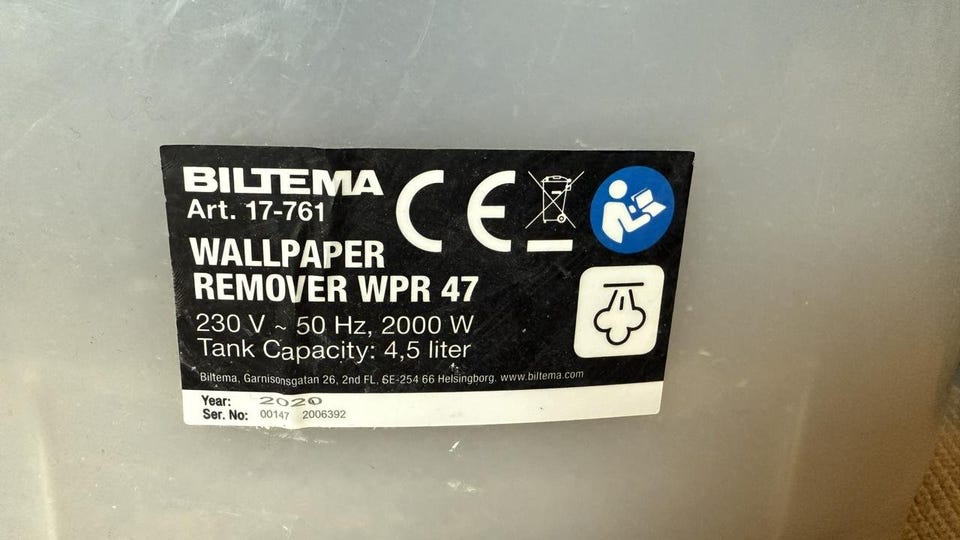 BILTEMA
Art. 17-761
CE
WALLPAPER
REMOVER WPR 47
230 V ~ 50 Hz, 2000 W
Tank Capacity: 4,5 liter
Biltema, Garnisonsgatan 26, 2nd FL, SE-254 66 Helsingborg. www.biltema.com
Year: 2020
Ser. No: 00147 2006392